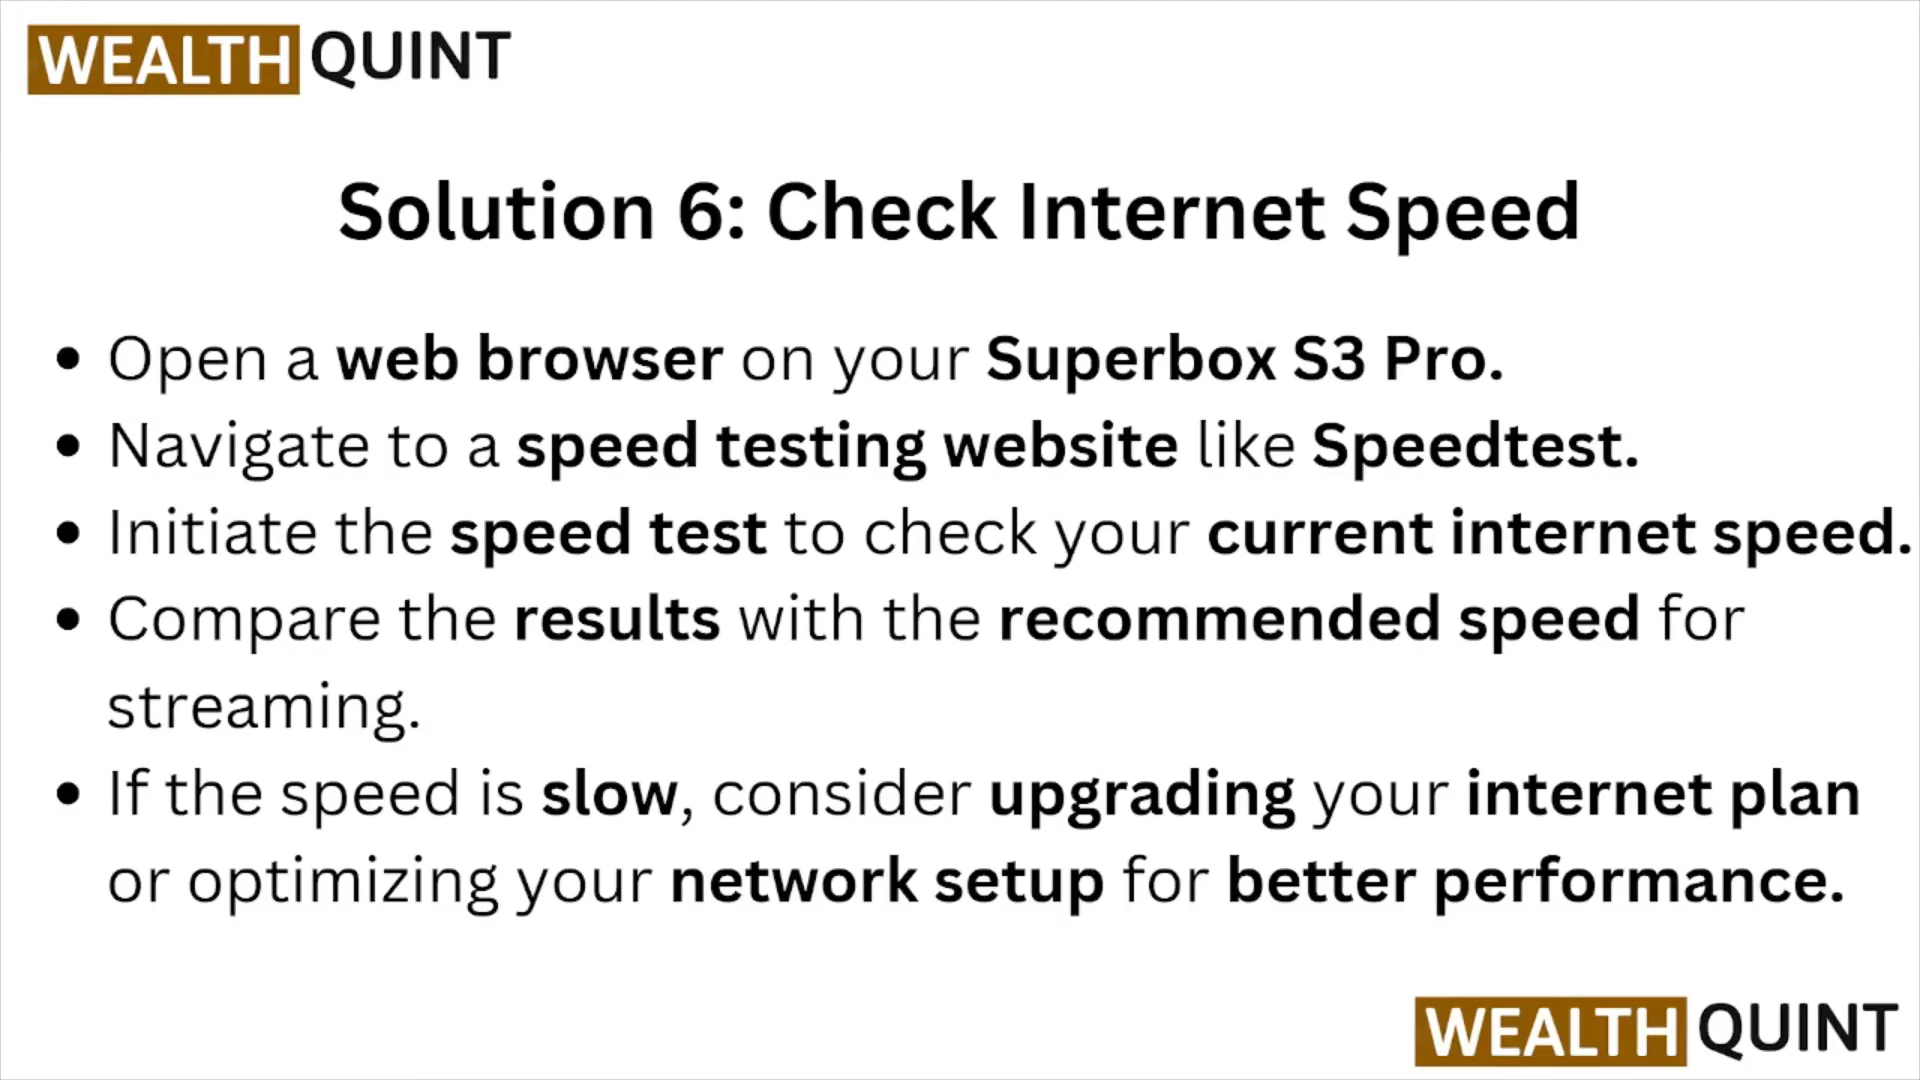 WEALTH QUINT
Solution 6: Check Internet Speed
• Open a web browser on your Superbox S3 Pro.
• Navigate to a speed testing website like Speedtest.
• Initiate the speed test to check your current internet speed.
• Compare the results with the recommended speed for
streaming.
• If the speed is slow, consider upgrading your internet plan
or optimizing your network setup for better performance.
WEALTH QUINT